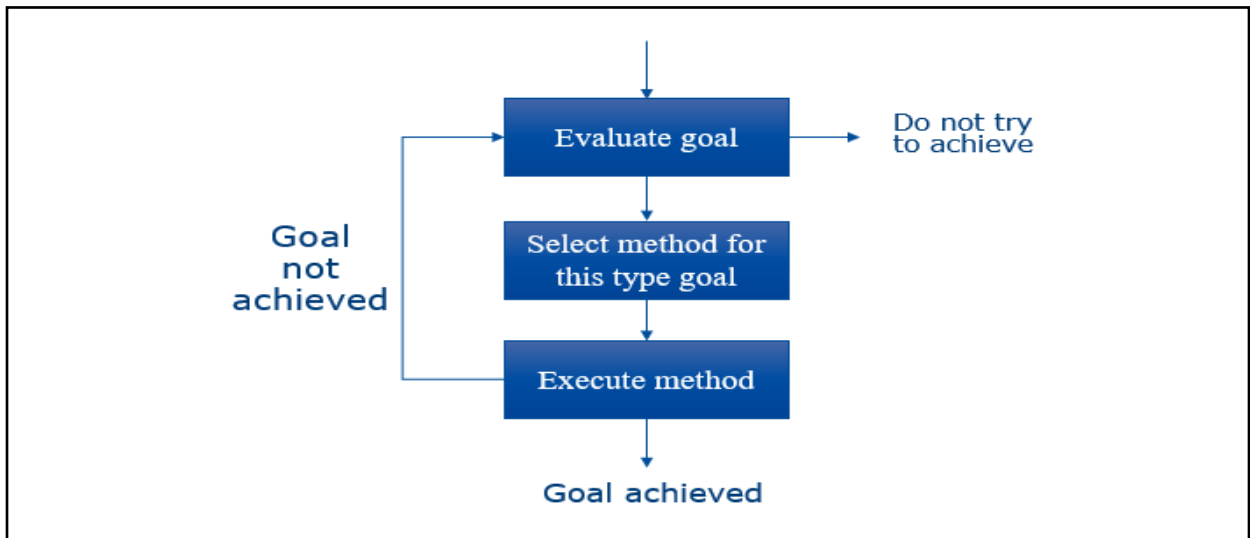 Evaluate goal
Do not try
to achieve
Select method for
this type goal
Goal
not
achieved
Execute method
Goal achieved